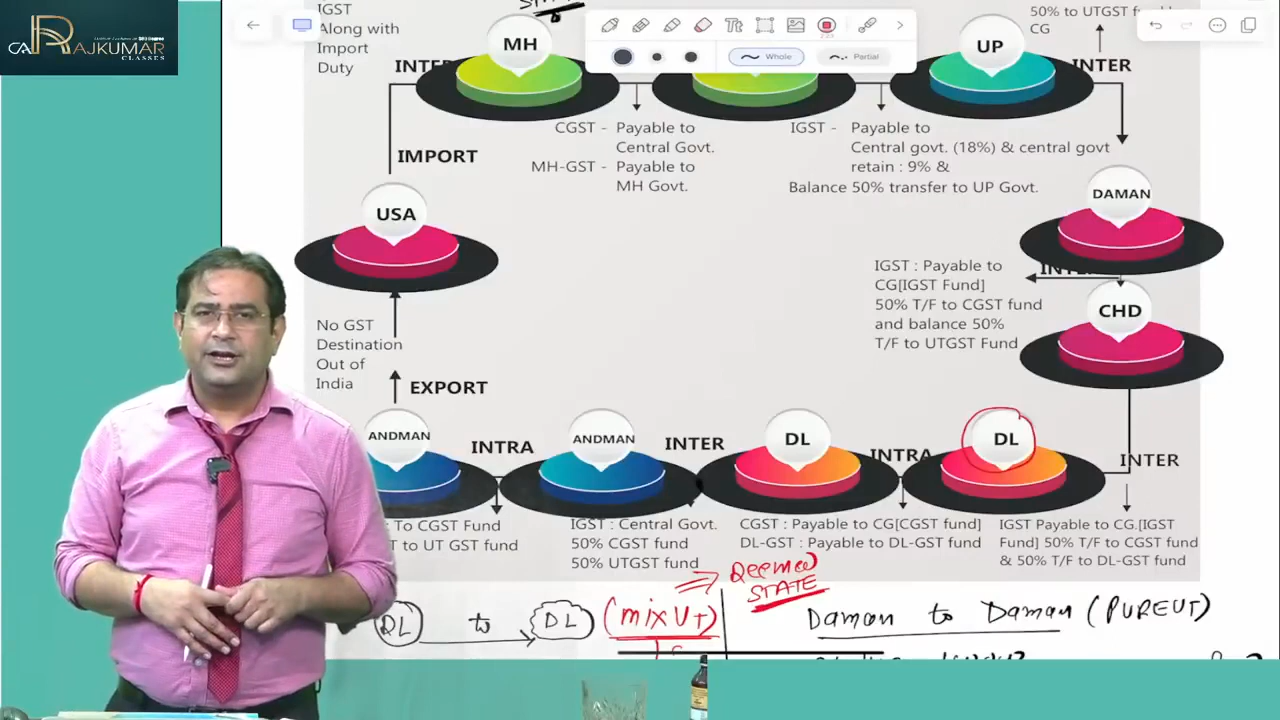 CA RAJKUMAR
CLASSES
IGST
Along with
Import
Duty
MH
UP
50% to UTGST
CG
Whole
Partial
INTER
INTER
CGST - Payable to
Central Govt.
MH-GST - Payable to
MH Govt.
IGST - Payable to
Central govt. (18%) & central govt
retain : 9% &
Balance 50% transfer to UP Govt.
IMPORT
USA
DAMAN
IGST : Payable to
CG[IGST Fund]
50% T/F to CGST fund
and balance 50%
T/F to UTGST Fund
CHD
No GST
Destination
Out of
India
EXPORT
ANDMAN
INTRA
ANDMAN
INTER
DL
INTRA
DL
INTER
: To CGST Fund
T to UT GST fund
IGST : Central Govt.
50% CGST fund
50% UTGST fund
CGST : Payable to CG[CGST fund]
DL-GST : Payable to DL-GST fund
IGST Payable to CG.[IGST
Fund] 50% T/F to CGST fund
& 50% T/F to DL-GST fund
Deemed
STATE
DL to DL (mix UT)
Daman to Daman (PURE UT)